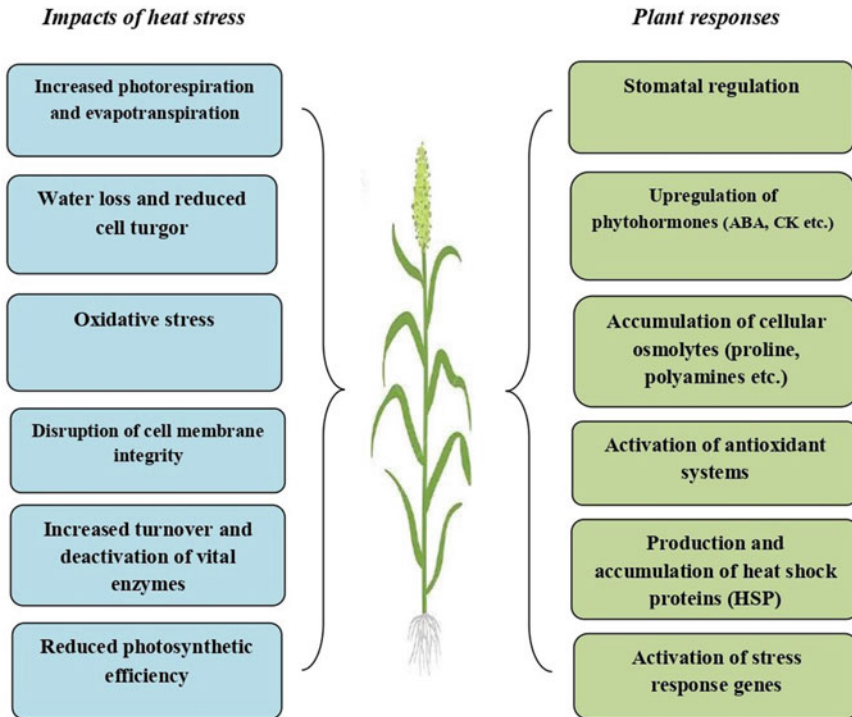 Impacts of heat stress
Increased photorespiration
and evapotranspiration
Water loss and reduced
cell turgor
Oxidative stress
Disruption of cell membrane
integrity
Increased turnover and
deactivation of vital
enzymes
Reduced photosynthetic
efficiency
Plant responses
Stomatal regulation
Upregulation of
phytohormones (ABA, CK etc.)
Accumulation of cellular
osmolytes (proline,
polyamines etc.)
Activation of antioxidant
systems
Production and
accumulation of heat shock
proteins (HSP)
Activation of stress
response genes